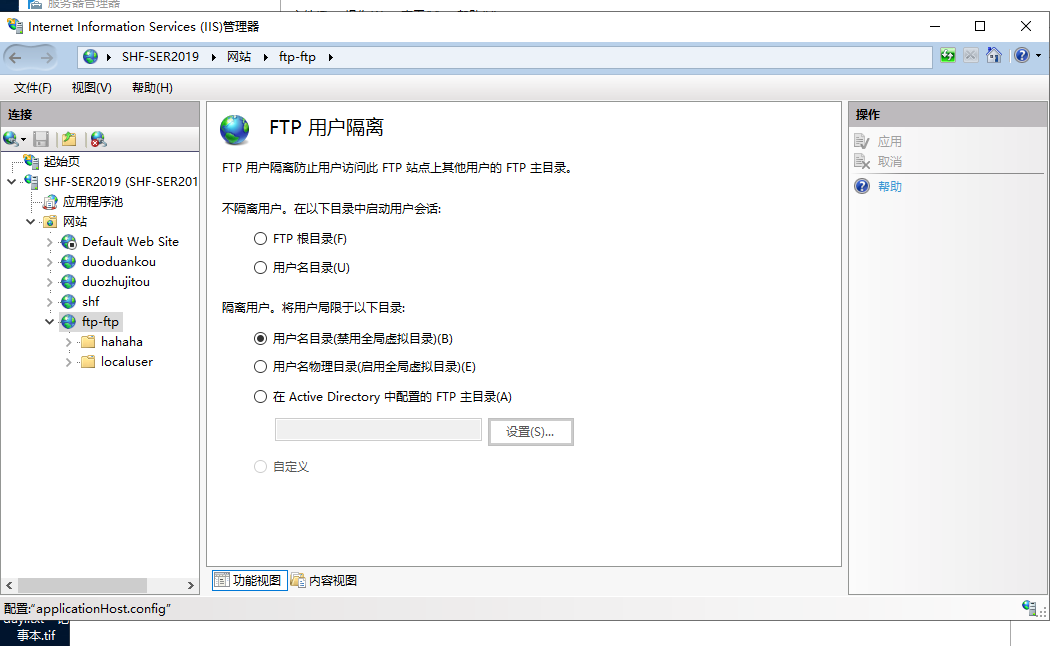 服务器管理器
Internet Information Services (IIS)管理器
SHF-SER2019 网站 ftp-ftp
文件(F) 视图(V) 帮助(H)
连接
起始页
SHF-SER2019 (SHF-SER201
应用程序池
网站
Default Web Site
duoduankou
duozhujitou
shf
ftp-ftp
hahaha
localuser
FTP 用户隔离
FTP 用户隔离防止用户访问此 FTP 站点上其他用户的 FTP 主目录。
不隔离用户。在以下目录中启动用户会话:
FTP 根目录(F)
用户名目录(U)
隔离用户。将用户局限于以下目录:
用户名目录(禁用全局虚拟目录)(B)
用户名物理目录(启用全局虚拟目录)(E)
在 Active Directory 中配置的 FTP 主目录(A)
设置(S)...
自定义
功能视图 内容视图
操作
应用
取消
帮助
配置:"applicationHost.config"
事本.tif